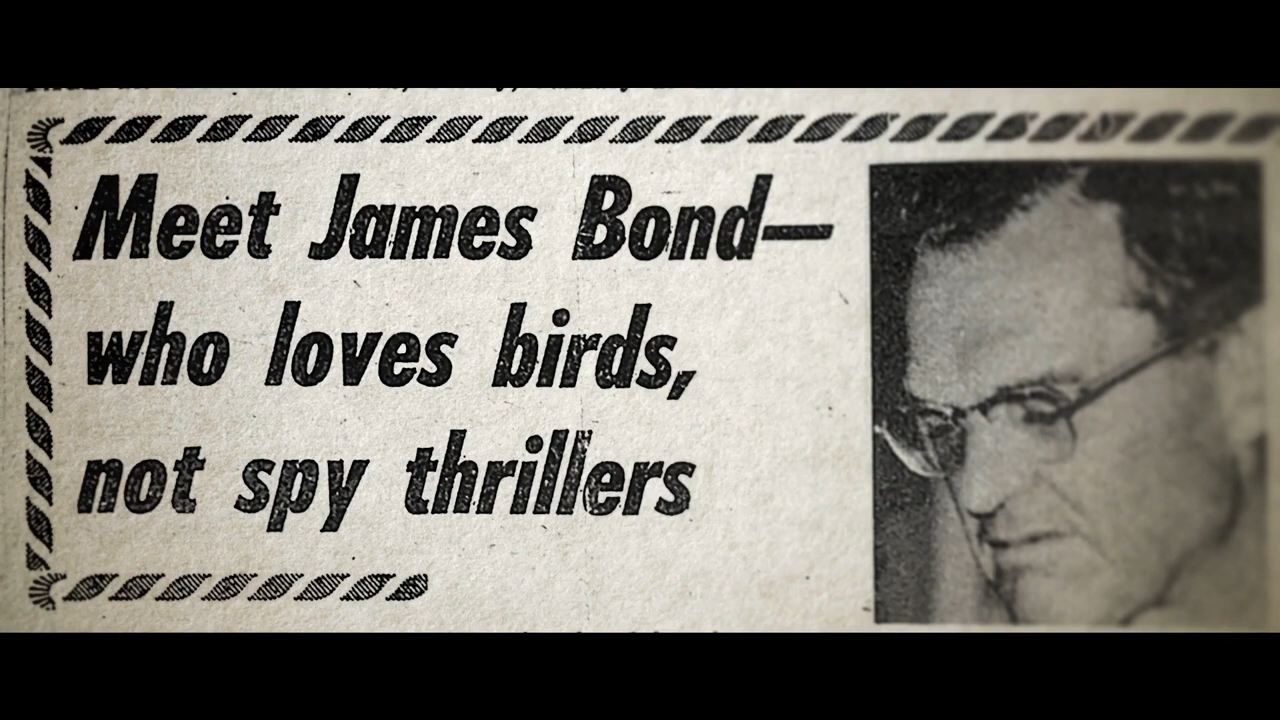 Meet James Bond—
who loves birds,
not spy thrillers